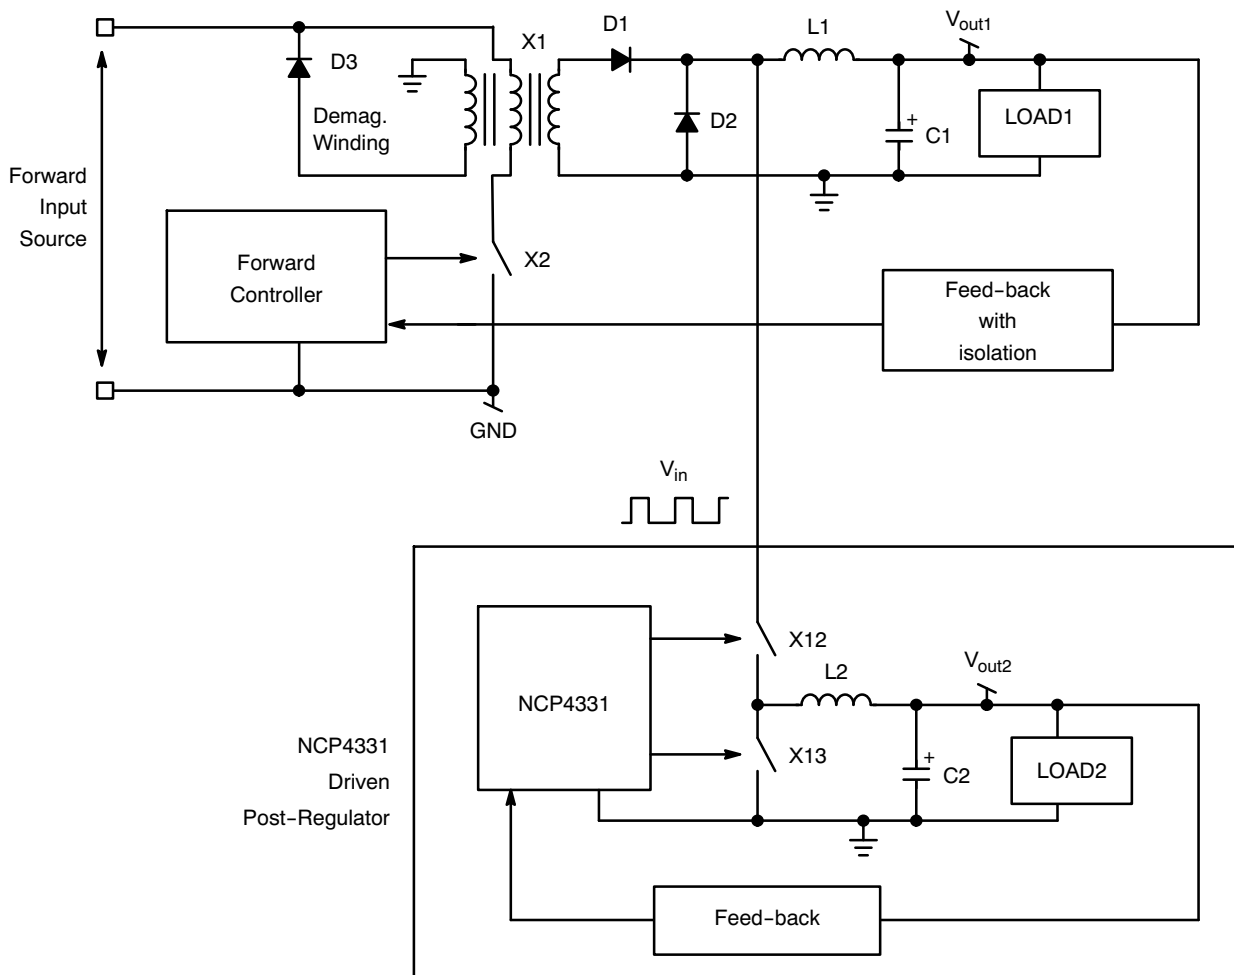 D1
L1
Vout1
X1
D3
Demag.
Winding
D2
+
C1
LOAD1
Forward
Input
Source
Forward
Controller
X2
Feed-back
with
isolation
GND
Vin
X12
NCP4331
L2
Vout2
X13
+
C2
LOAD2
NCP4331
Driven
Post-Regulator
Feed-back